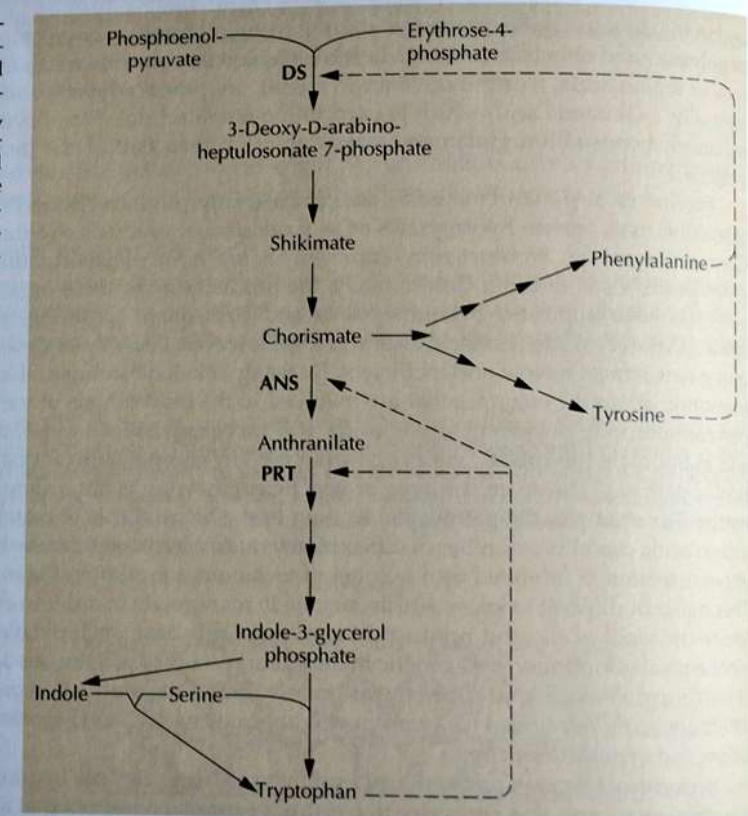 Phosphoenol-
pyruvate
Erythrose-4-
phosphate
DS
3-Deoxy-D-arabino-
heptulosonate 7-phosphate
Shikimate
Phenylalanine
Chorismate
ANS
Tyrosine
Anthranilate
PRT
Indole-3-glycerol
phosphate
Indole
Serine
Tryptophan